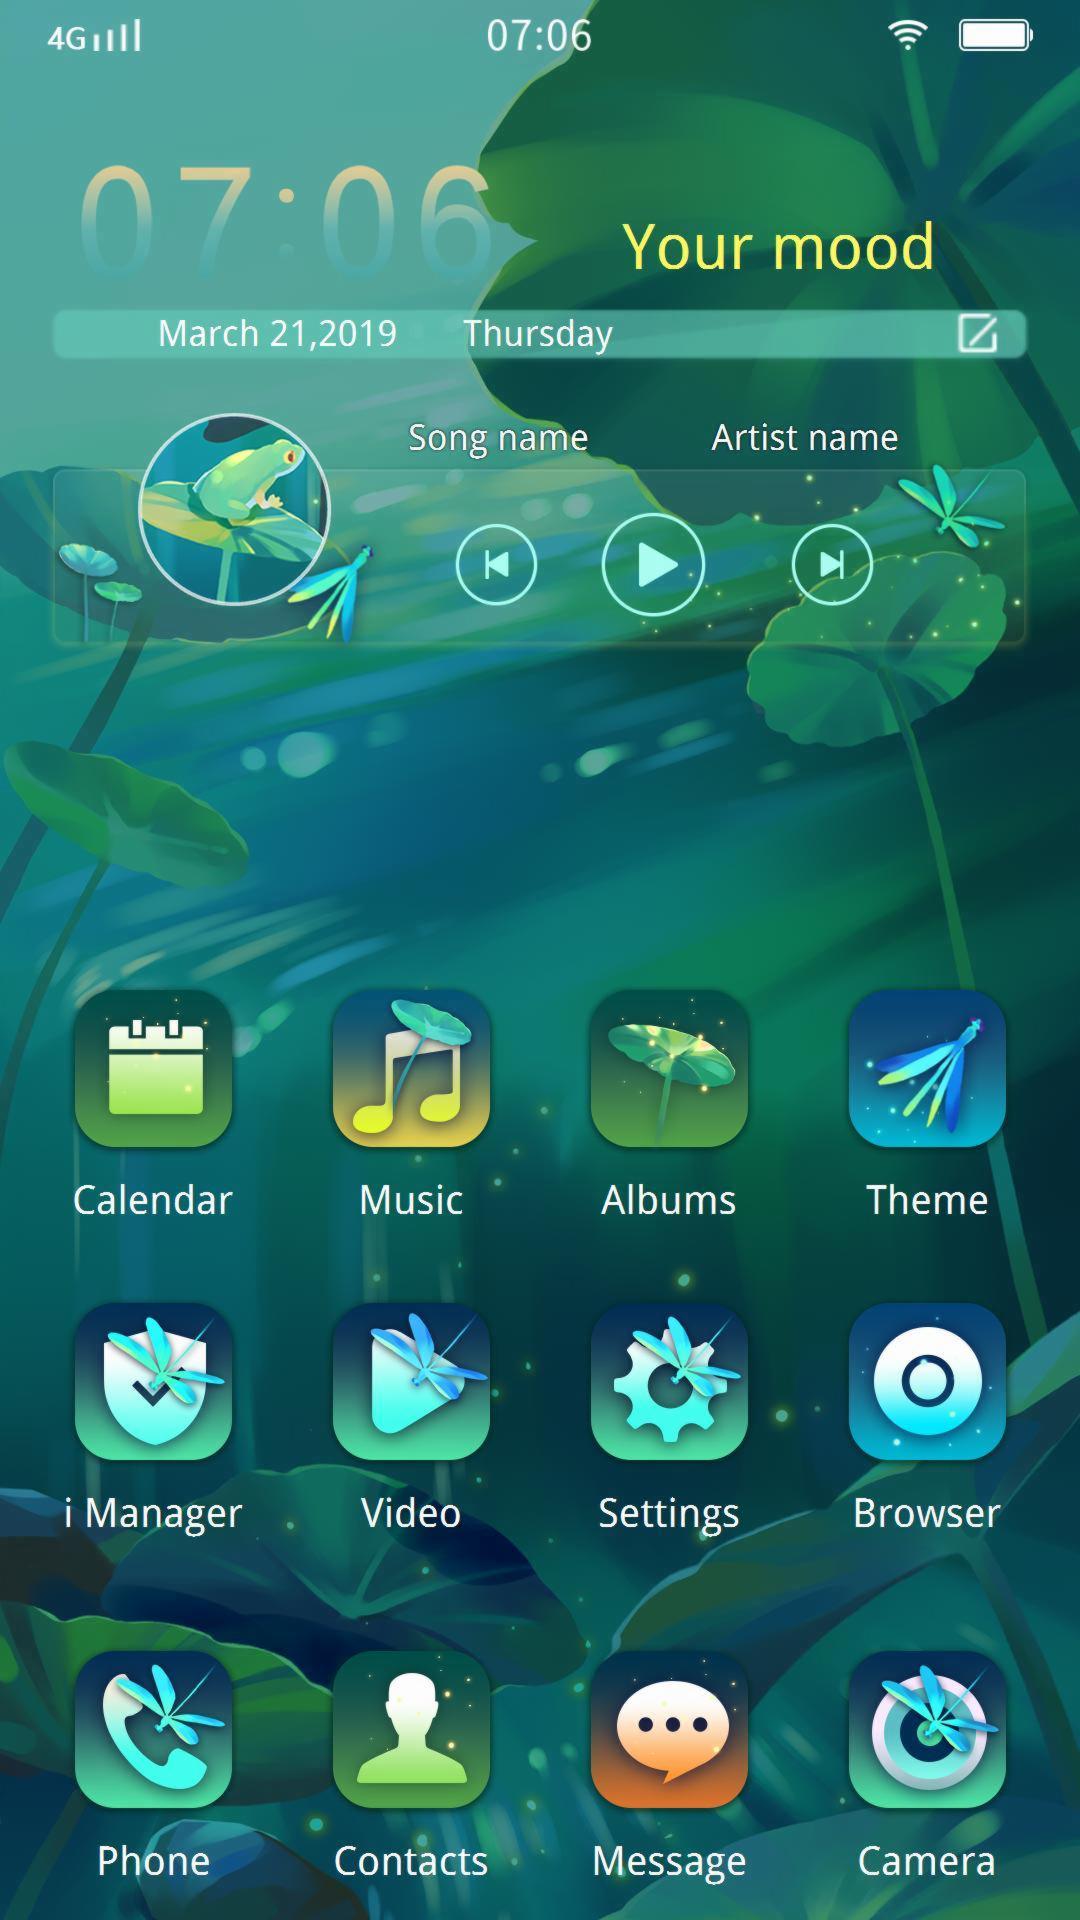 4G 07:06
07:06
Your mood
March 21,2019 Thursday
Song name Artist name
Calendar Music Albums Theme
i Manager Video Settings Browser
Phone Contacts Message Camera